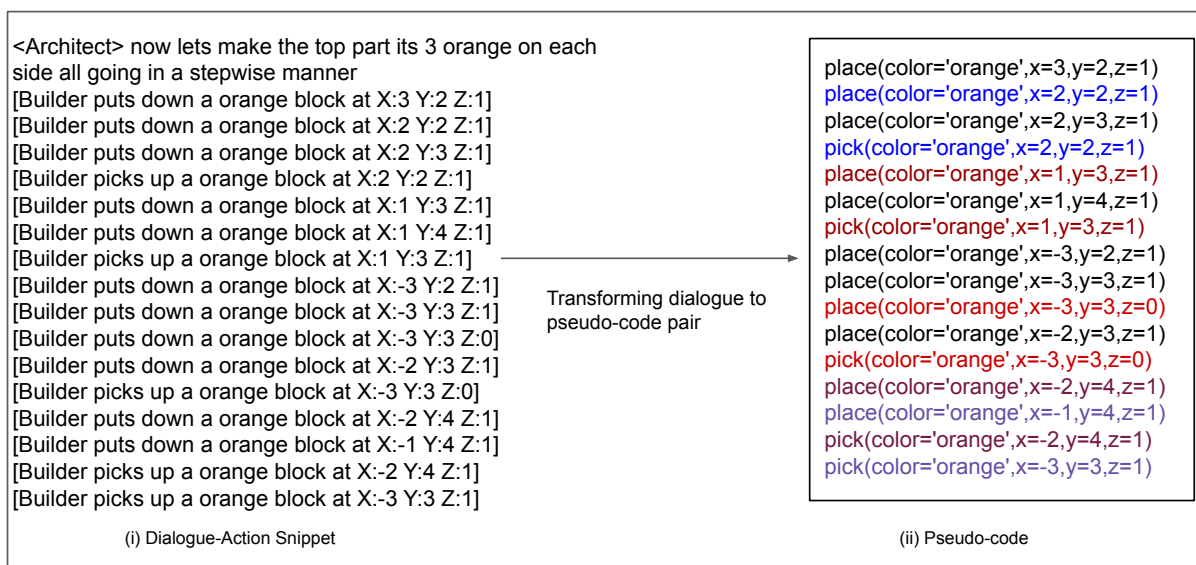 <Architect> now lets make the top part its 3 orange on each
side all going in a stepwise manner
[Builder puts down a orange block at X:3 Y:2 Z:1]
[Builder puts down a orange block at X:2 Y:2 Z:1]
[Builder puts down a orange block at X:2 Y:3 Z:1]
[Builder picks up a orange block at X:2 Y:2 Z:1]
[Builder puts down a orange block at X:1 Y:3 Z:1]
[Builder puts down a orange block at X:1 Y:4 Z:1]
[Builder picks up a orange block at X:1 Y:3 Z:1]
[Builder puts down a orange block at X:-3 Y:2 Z:1]
[Builder puts down a orange block at X:-3 Y:3 Z:1]
[Builder puts down a orange block at X:-3 Y:3 Z:0]
[Builder puts down a orange block at X:-2 Y:3 Z:1]
[Builder picks up a orange block at X:-3 Y:3 Z:0]
[Builder puts down a orange block at X:-2 Y:4 Z:1]
[Builder puts down a orange block at X:-1 Y:4 Z:1]
[Builder picks up a orange block at X:-2 Y:4 Z:1]
[Builder picks up a orange block at X:-3 Y:3 Z:1]
(i) Dialogue-Action Snippet
Transforming dialogue to
pseudo-code pair
place(color='orange',x=3,y=2,z=1)
place(color='orange',x=2,y=2,z=1)
place(color='orange',x=2,y=3,z=1)
pick(color='orange',x=2,y=2,z=1)
place(color='orange',x=1,y=3,z=1)
place(color='orange',x=1,y=4,z=1)
pick(color='orange',x=1,y=3,z=1)
place(color='orange',x=-3,y=2,z=1)
place(color='orange',x=-3,y=3,z=1)
place(color='orange',x=-3,y=3,z=0)
place(color='orange',x=-2,y=3,z=1)
pick(color='orange',x=-3,y=3,z=0)
place(color='orange',x=-2,y=4,z=1)
place(color='orange',x=-1,y=4,z=1)
pick(color='orange',x=-2,y=4,z=1)
pick(color='orange',x=-3,y=3,z=1)
(ii) Pseudo-code